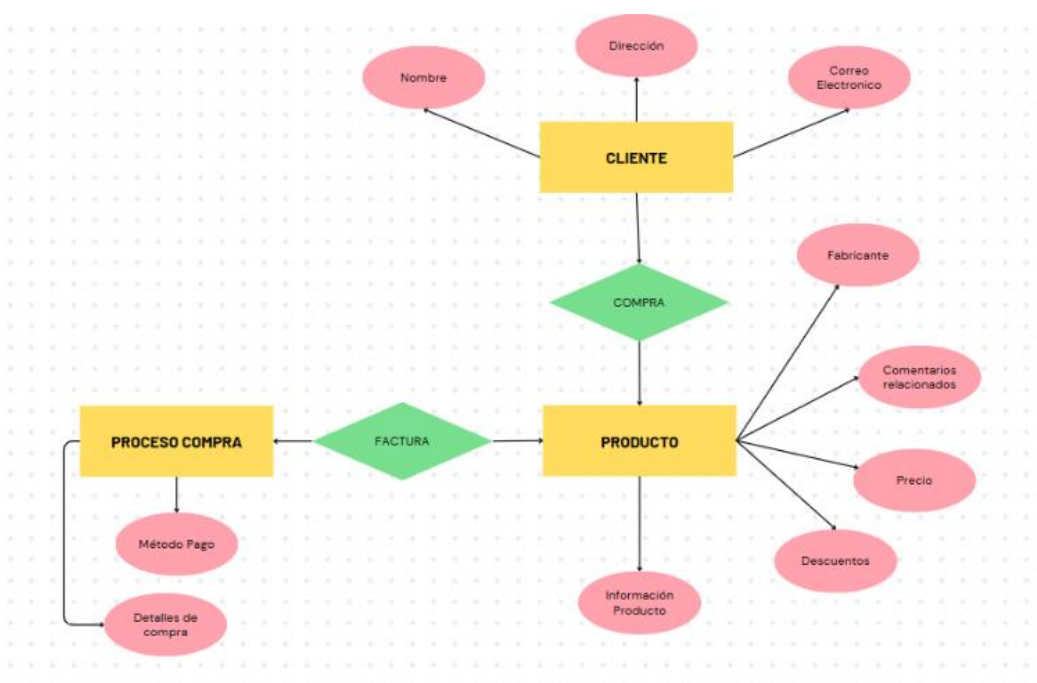 Dirección
Nombre
Correo
Electronico
CLIENTE
Fabricante
COMPRA
Comentarios
relacionados
PROCESO COMPRA
FACTURA
PRODUCTO
Precio
Método Pago
Descuentos
Información
Producto
Detalles de
compra